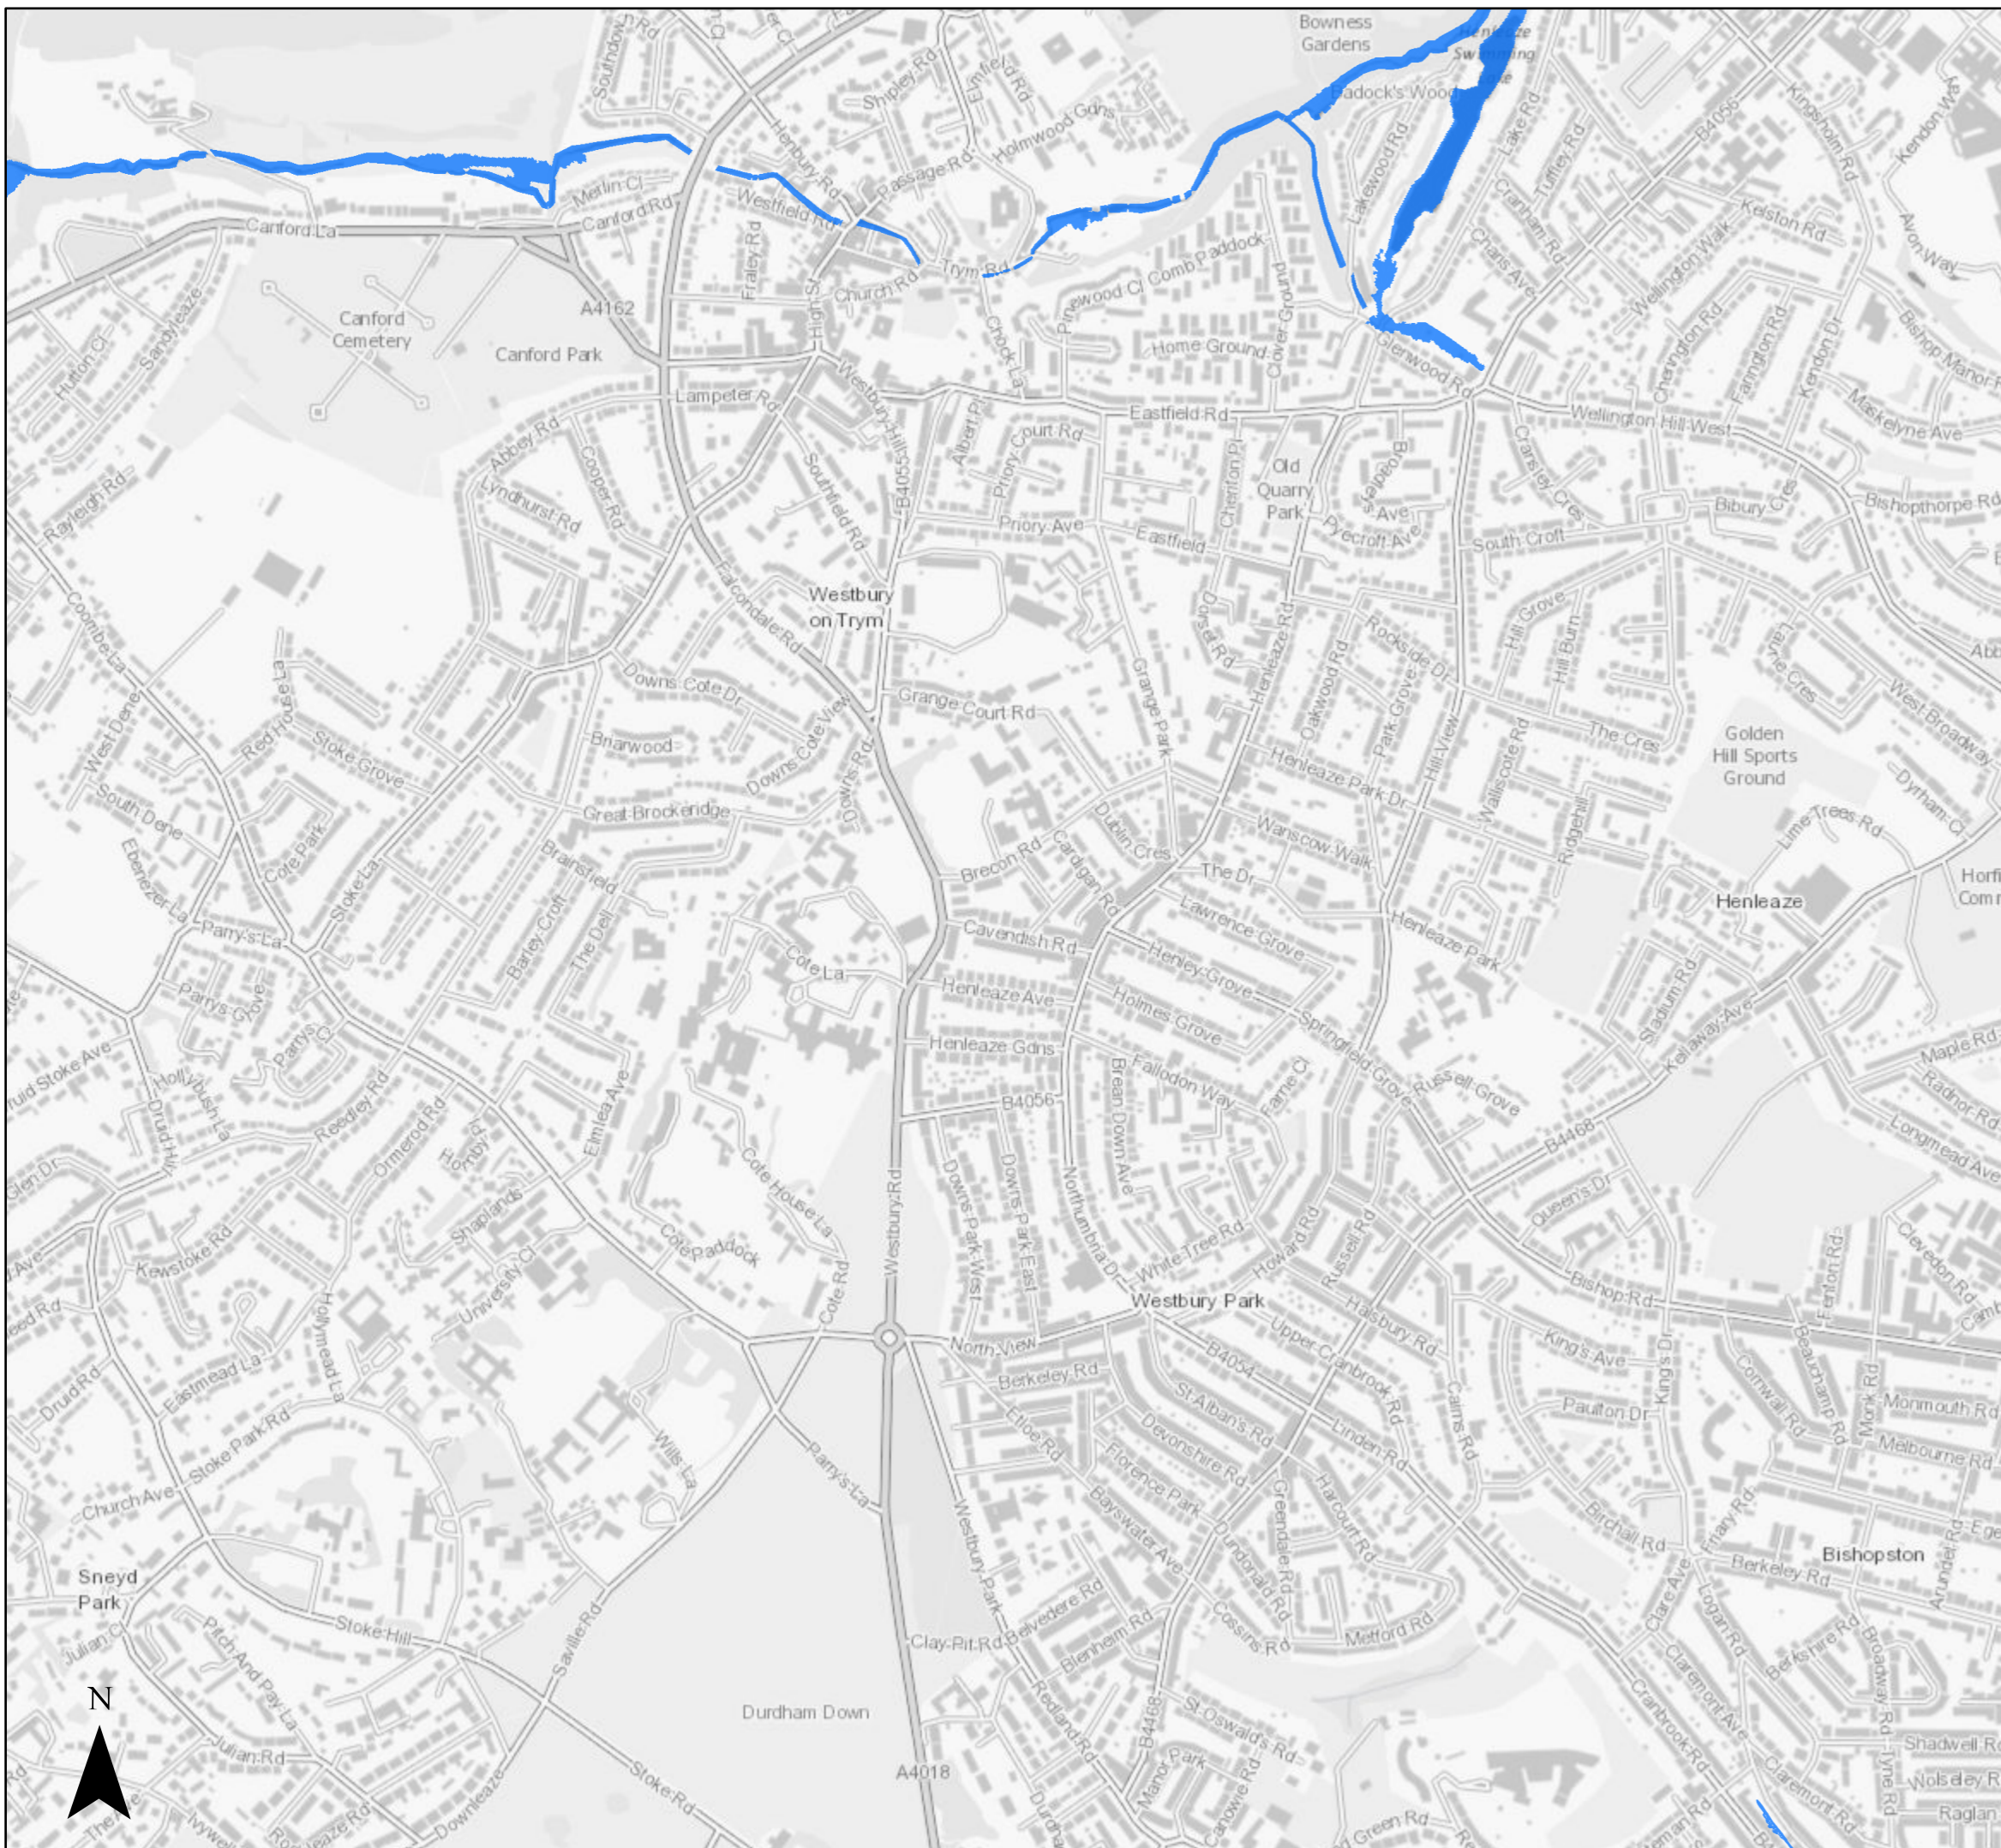 Bowness
Gardens
Henleaze
Swimming
Badock's Wood
Southdown Rd
Shipley Rd
Elmfield Rd
Holmwood Gdns
Henbury Rd
Passage Rd
Lake Rd
Tuffley Rd
B4056
Kingsholm Rd
Kendon Way
Merlin Cl
Canford Rd
Canford La
Westfield Rd
Fraley Rd
High St
Church Rd
Trym Rd
Chock La
Pinewood Cl
Comb Paddock
Lakewood Rd
Cranham Rd
Charis Ave
Kelston Rd
Wellington Walk
Avon Way
Sandyleaze
Hutton Cl
Canford
Cemetery
A4162
Canford Park
Home Ground
Clover Ground
Glenwood Rd
Cherington Rd
Farington Rd
Kendon Dr
Bishop Manor R
Maskelyne Ave
Lampeter Rd
Westbury Hill
Abbey Rd
Cooper Rd
Lyndhurst Rd
Southfield Rd
B4055
Albert Pl
Priory Court Rd
Eastfield Rd
Wellington Hill West
Cheriton Pl
Old
Quarry
Park
Cransley Cres
Bibury Cres
Bishopthorpe Rd
Rayleigh Rd
Priory Ave
Eastfield
Pycroft Ave
South Croft
Coombe La
Falcondale Rd
Westbury
on Trym
Dorset Rd
Henleaze Rd
Oakwood Rd
Rockside Dr
Hill Grove
Hill Burn
Laurie Cres
West Broadway
West Dene
Red House La
Downs Cote Dr
Downs Cote View
Grange Court Rd
Grange Park
Park Grove
Hill View
Walliscote Rd
The Cres
Golden
Hill Sports
Ground
Stoke Grove
Briarwood
Downs Rd
Henleaze Park Dr
Dyrham Cl
South Dene
Great Brockeridge
Dublin Cres
Wanscow Walk
Ridgehill
Lime Trees Rd
Ebenezer La
Cote Park
Stoke La
Brainsfield
Brecon Rd
Cardigan Rd
The Dr
Henleaze
Horfi
Comm
Parry's La
Barley Croft
The Dell
Cote La
Cavendish Rd
Lawrence Grove
Henleaze Park
Parry's Grove
Parrys Cl
Henleaze Ave
Henley Grove
Holmes Grove
Springfield Grove
Stadium Rd
Kellaway Ave
Druid Stoke Ave
Hollybush La
Druid Hill
Reedley Rd
Ormerod Rd
Elmlea Ave
Henleaze Gdns
B4056
Brean Down Ave
Fallodon Way
Farne Cl
Russell Grove
B4468
Maple Rd
Radnor Rd
Longmead Ave
Glen Dr
Kewstoke Rd
Shaplands
University Cl
Cote Paddock
Cote House La
Cote Rd
Westbury Rd
Downs Park West
Downs Park East
Northumbria Dr
White Tree Rd
Howard Rd
Russell Rd
Queen's Dr
Bishop Rd
Fenton Rd
Clevedon Rd
Westbury Park
Hollymead La
North View
Berkeley Rd
B4054
Upper Cranbrook Rd
Halsbury Rd
King's Ave
King's Dr
Beauchamp Rd
Cornwall Rd
Monk Rd
Monmouth Rd
Melbourne Rd
Druid Rd
Eastmead La
Stoke Park Rd
Church Ave
Wills La
Parry's La
Ettoe Rd
St Alban's Rd
Devonshire Rd
Florence Park
Linden Rd
Cairns Rd
Paulton Dr
Bayswater Ave
Greendale Rd
Harcourt Rd
Dundonald Rd
Birchall Rd
Friary Rd
Bishopston
Berkeley Rd
Arundel Rd
Sneyd
Park
Stoke Hill
Saville Rd
Westbury Park
Clay Pit Rd
Belvedere Rd
Blenheim Rd
Cossins Rd
Metford Rd
Clare Ave
Logan Rd
Claremont Ave
Berkshire Rd
Broadway Rd
Julian Cl
Pitch And Pay La
N
Julian Rd
Durdham Down
Redland Rd
B4468
St Oswald's Rd
Cranbrook Rd
Claremont Rd
Shadwell Rd
Wolseley R
Tyne Rd
Raglan
Manor Park
Canowie Rd
Stoke Rd
A4018
Downleaze
Rockleaze Rd
The Ave
d Green Rd